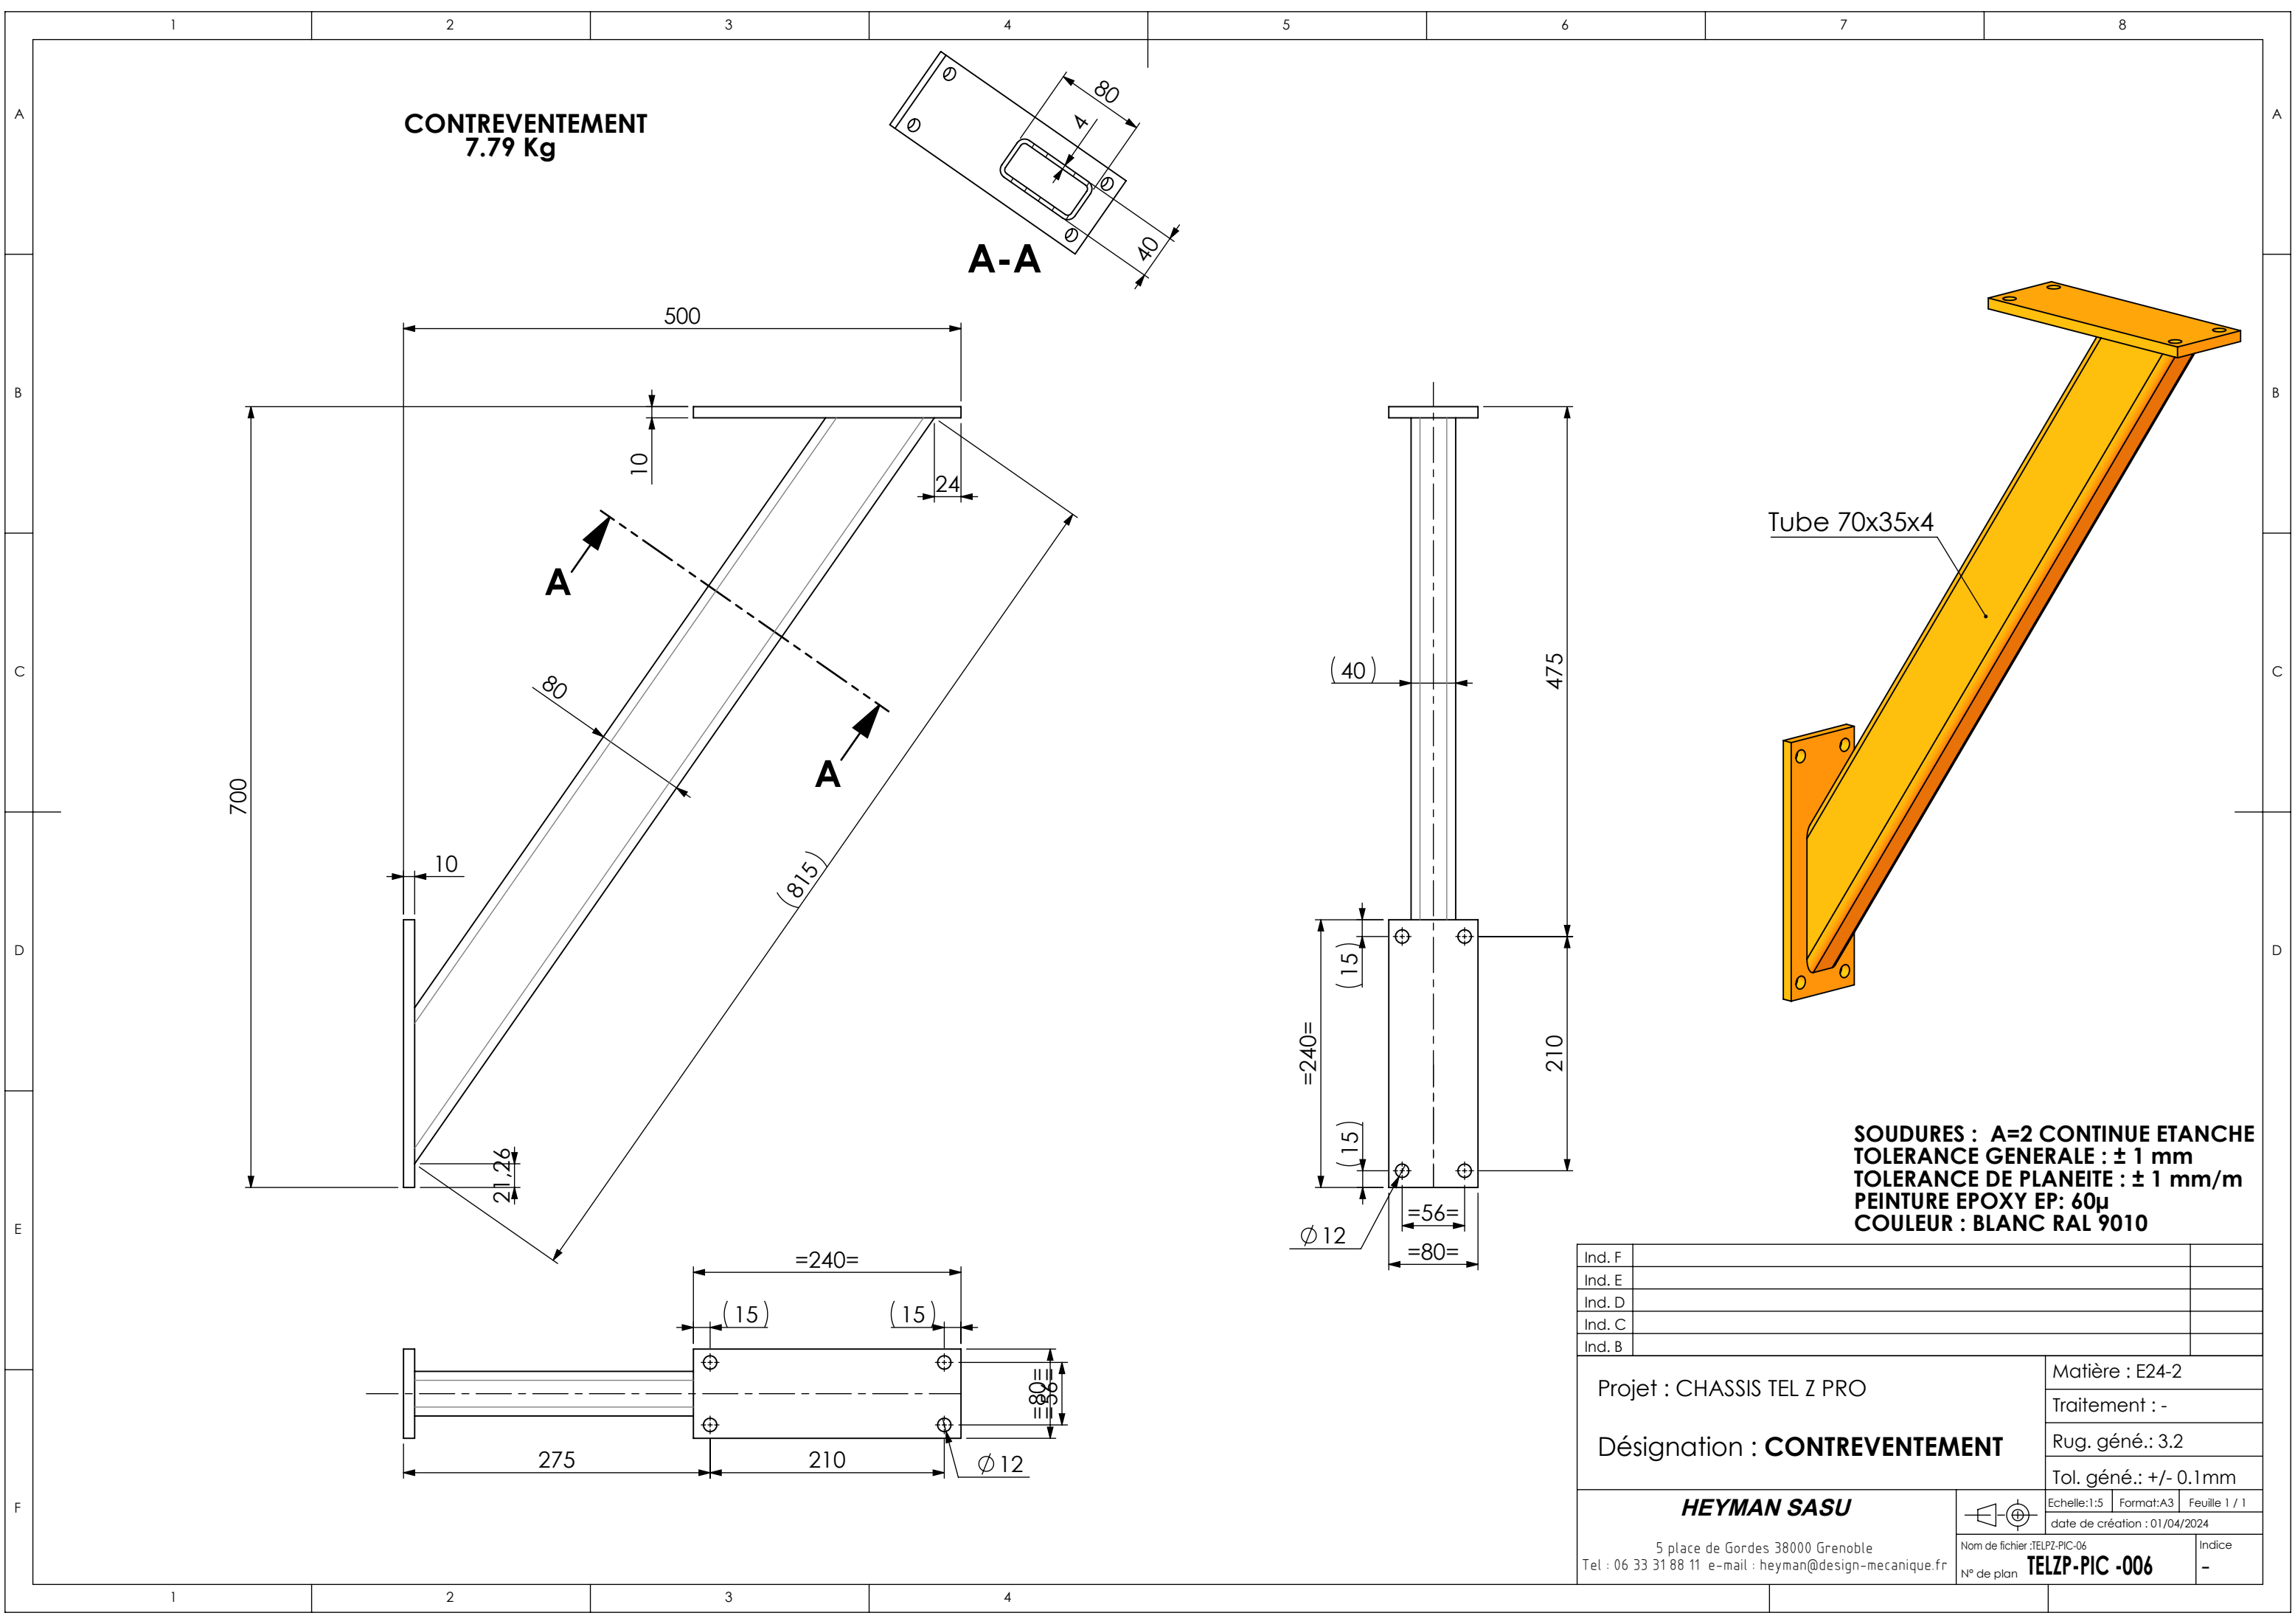 1 2 3 4 5 6 7 8
A A
CONTREVENTEMENT
7.79 Kg
80
4
40
A-A
500
B B
10
24
A
Tube 70x35x4
C C
80
A
700
(815)
10
(40)
475
D D
(15)
=240=
210
(15)
21,26
E
=56=
Ø12
=80=
SOUDURES : A=2 CONTINUE ETANCHE
TOLERANCE GENERALE : ± 1 mm
TOLERANCE DE PLANEITE : ± 1 mm/m
PEINTURE EPOXY EP: 60µ
COULEUR : BLANC RAL 9010
=240=
(15) (15)
=80=
=56=
275 210 Ø12
F
Ind. F
Ind. E
Ind. D
Ind. C
Ind. B
Projet : CHASSIS TEL Z PRO
Désignation : CONTREVENTEMENT
Matière : E24-2
Traitement : -
Rug. géné.: 3.2
Tol. géné.: +/- 0.1mm
HEYMAN SASU
5 place de Gordes 38000 Grenoble
Tel : 06 33 31 88 11 e-mail : heyman@design-mecanique.fr
Echelle:1:5 Format:A3 Feuille 1 / 1
date de création : 01/04/2024
Nom de fichier :TELPZ-PIC-06
N° de plan TELZP-PIC -006
Indice
-
1 2 3 4